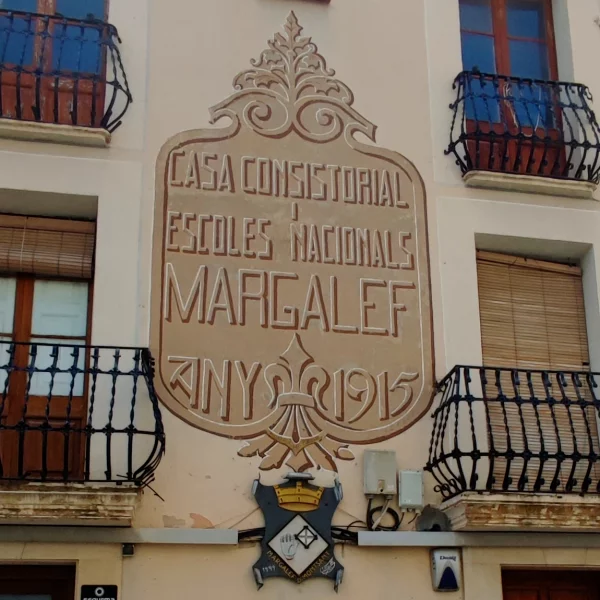 CASA CONSISTORIAL
I
ESCOLES NACIONALS
MARGALEF
ANY 1915